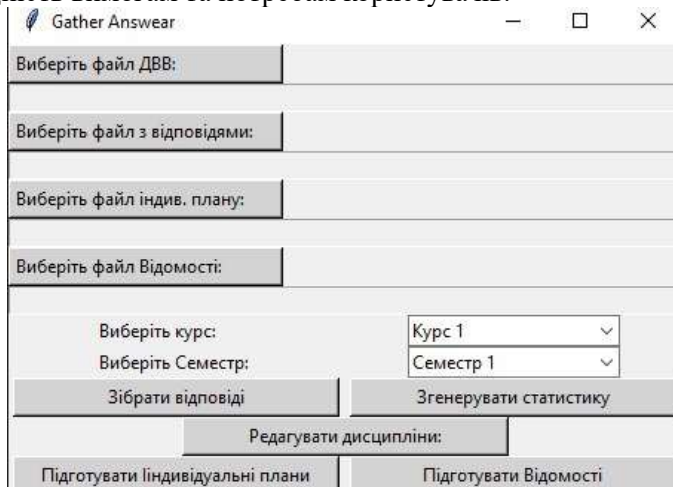 Gather Answear
Виберіть файл ДВВ:
Виберіть файл з відповідями:
Виберіть файл індив. плану:
Виберіть файл Відомості:
Виберіть курс: Курс 1
Виберіть Семестр: Семестр 1
Зібрати відповіді Згенерувати статистику
Редагувати дисципліни:
Підготувати Індивідуальні плани Підготувати Відомості